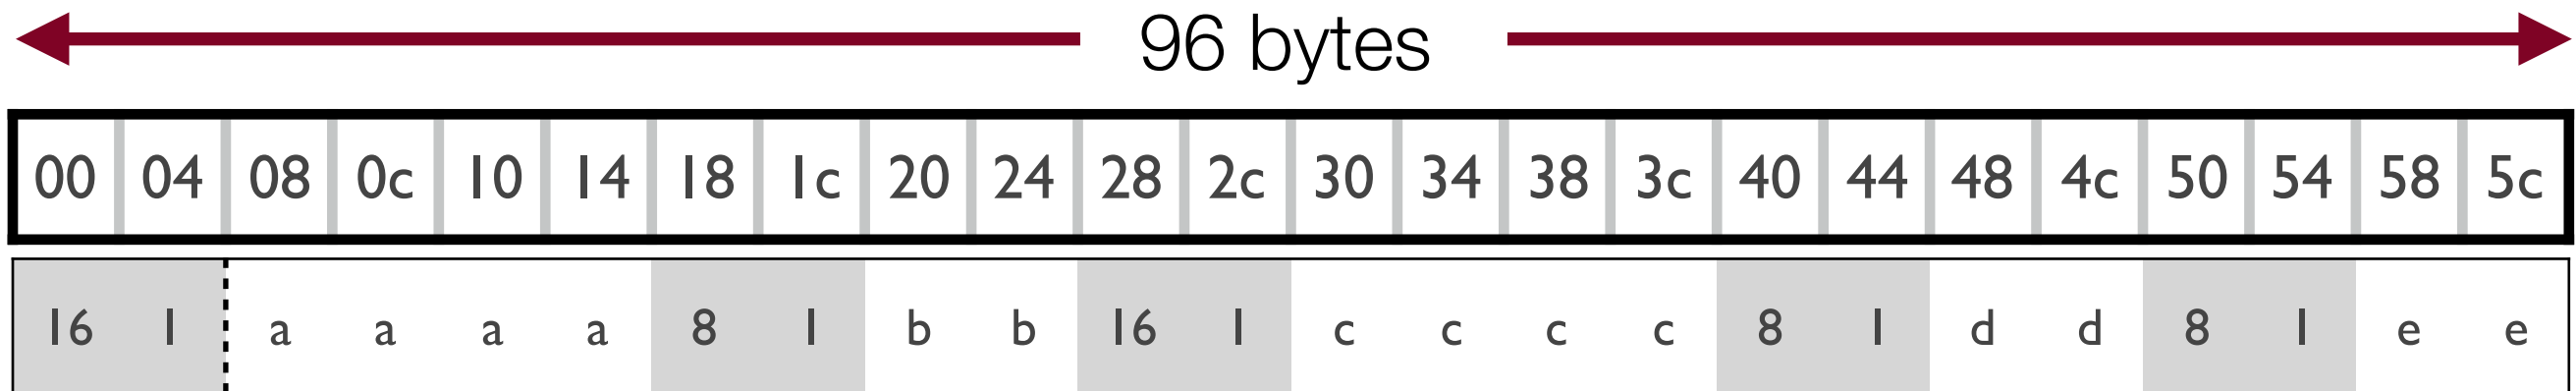 96 bytes
00 04 08 0c 10 14 18 1c 20 24 28 2c 30 34 38 3c 40 44 48 4c 50 54 58 5c
16 1 a a a a 8 1 b b 16 1 c c c c 8 1 d d 8 1 e e